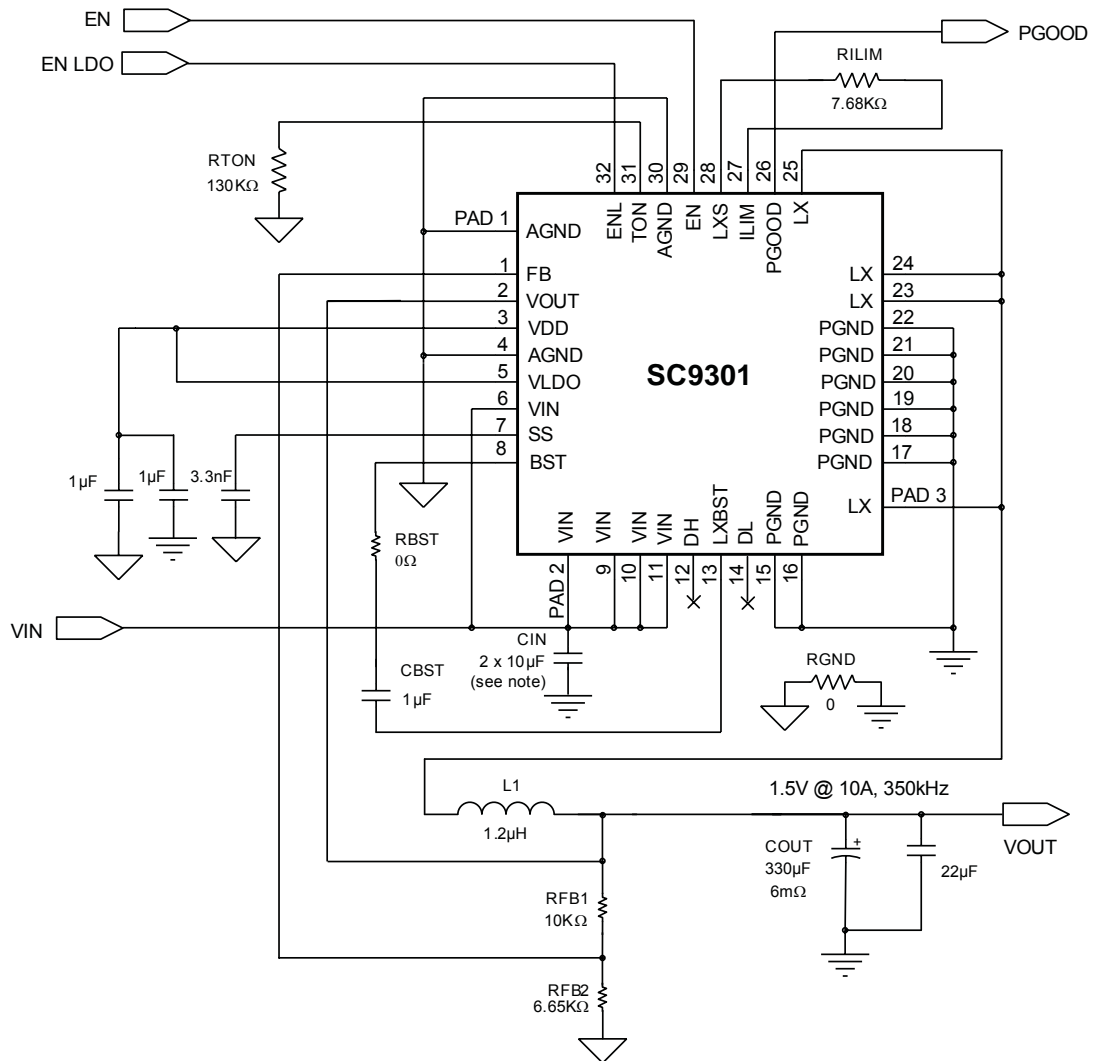 EN
EN LDO
PGOOD
RILIM
7.68KΩ
RTON
130KΩ
32
31
30
29
28
27
26
25
ENL
TON
AGND
EN
LXS
ILIM
PGOOD
LX
PAD 1
AGND
1
FB
2
VOUT
3
VDD
4
AGND
5
VLDO
6
VIN
7
SS
8
BST
SC9301
LX
24
LX
23
PGND
22
PGND
21
PGND
20
PGND
19
PGND
18
PGND
17
LX
PAD 3
VIN
VIN
VIN
VIN
DH
LXBST
DL
PGND
PGND
PAD 2
9
10
11
12
13
14
15
16
1µF
1µF
3.3nF
RBST
0Ω
VIN
CIN
2 x 10µF
(see note)
CBST
1µF
RGND
0
L1
1.2µH
1.5V @ 10A, 350kHz
VOUT
COUT
+
330µF
6mΩ
22µF
RFB1
10KΩ
RFB2
6.65KΩ